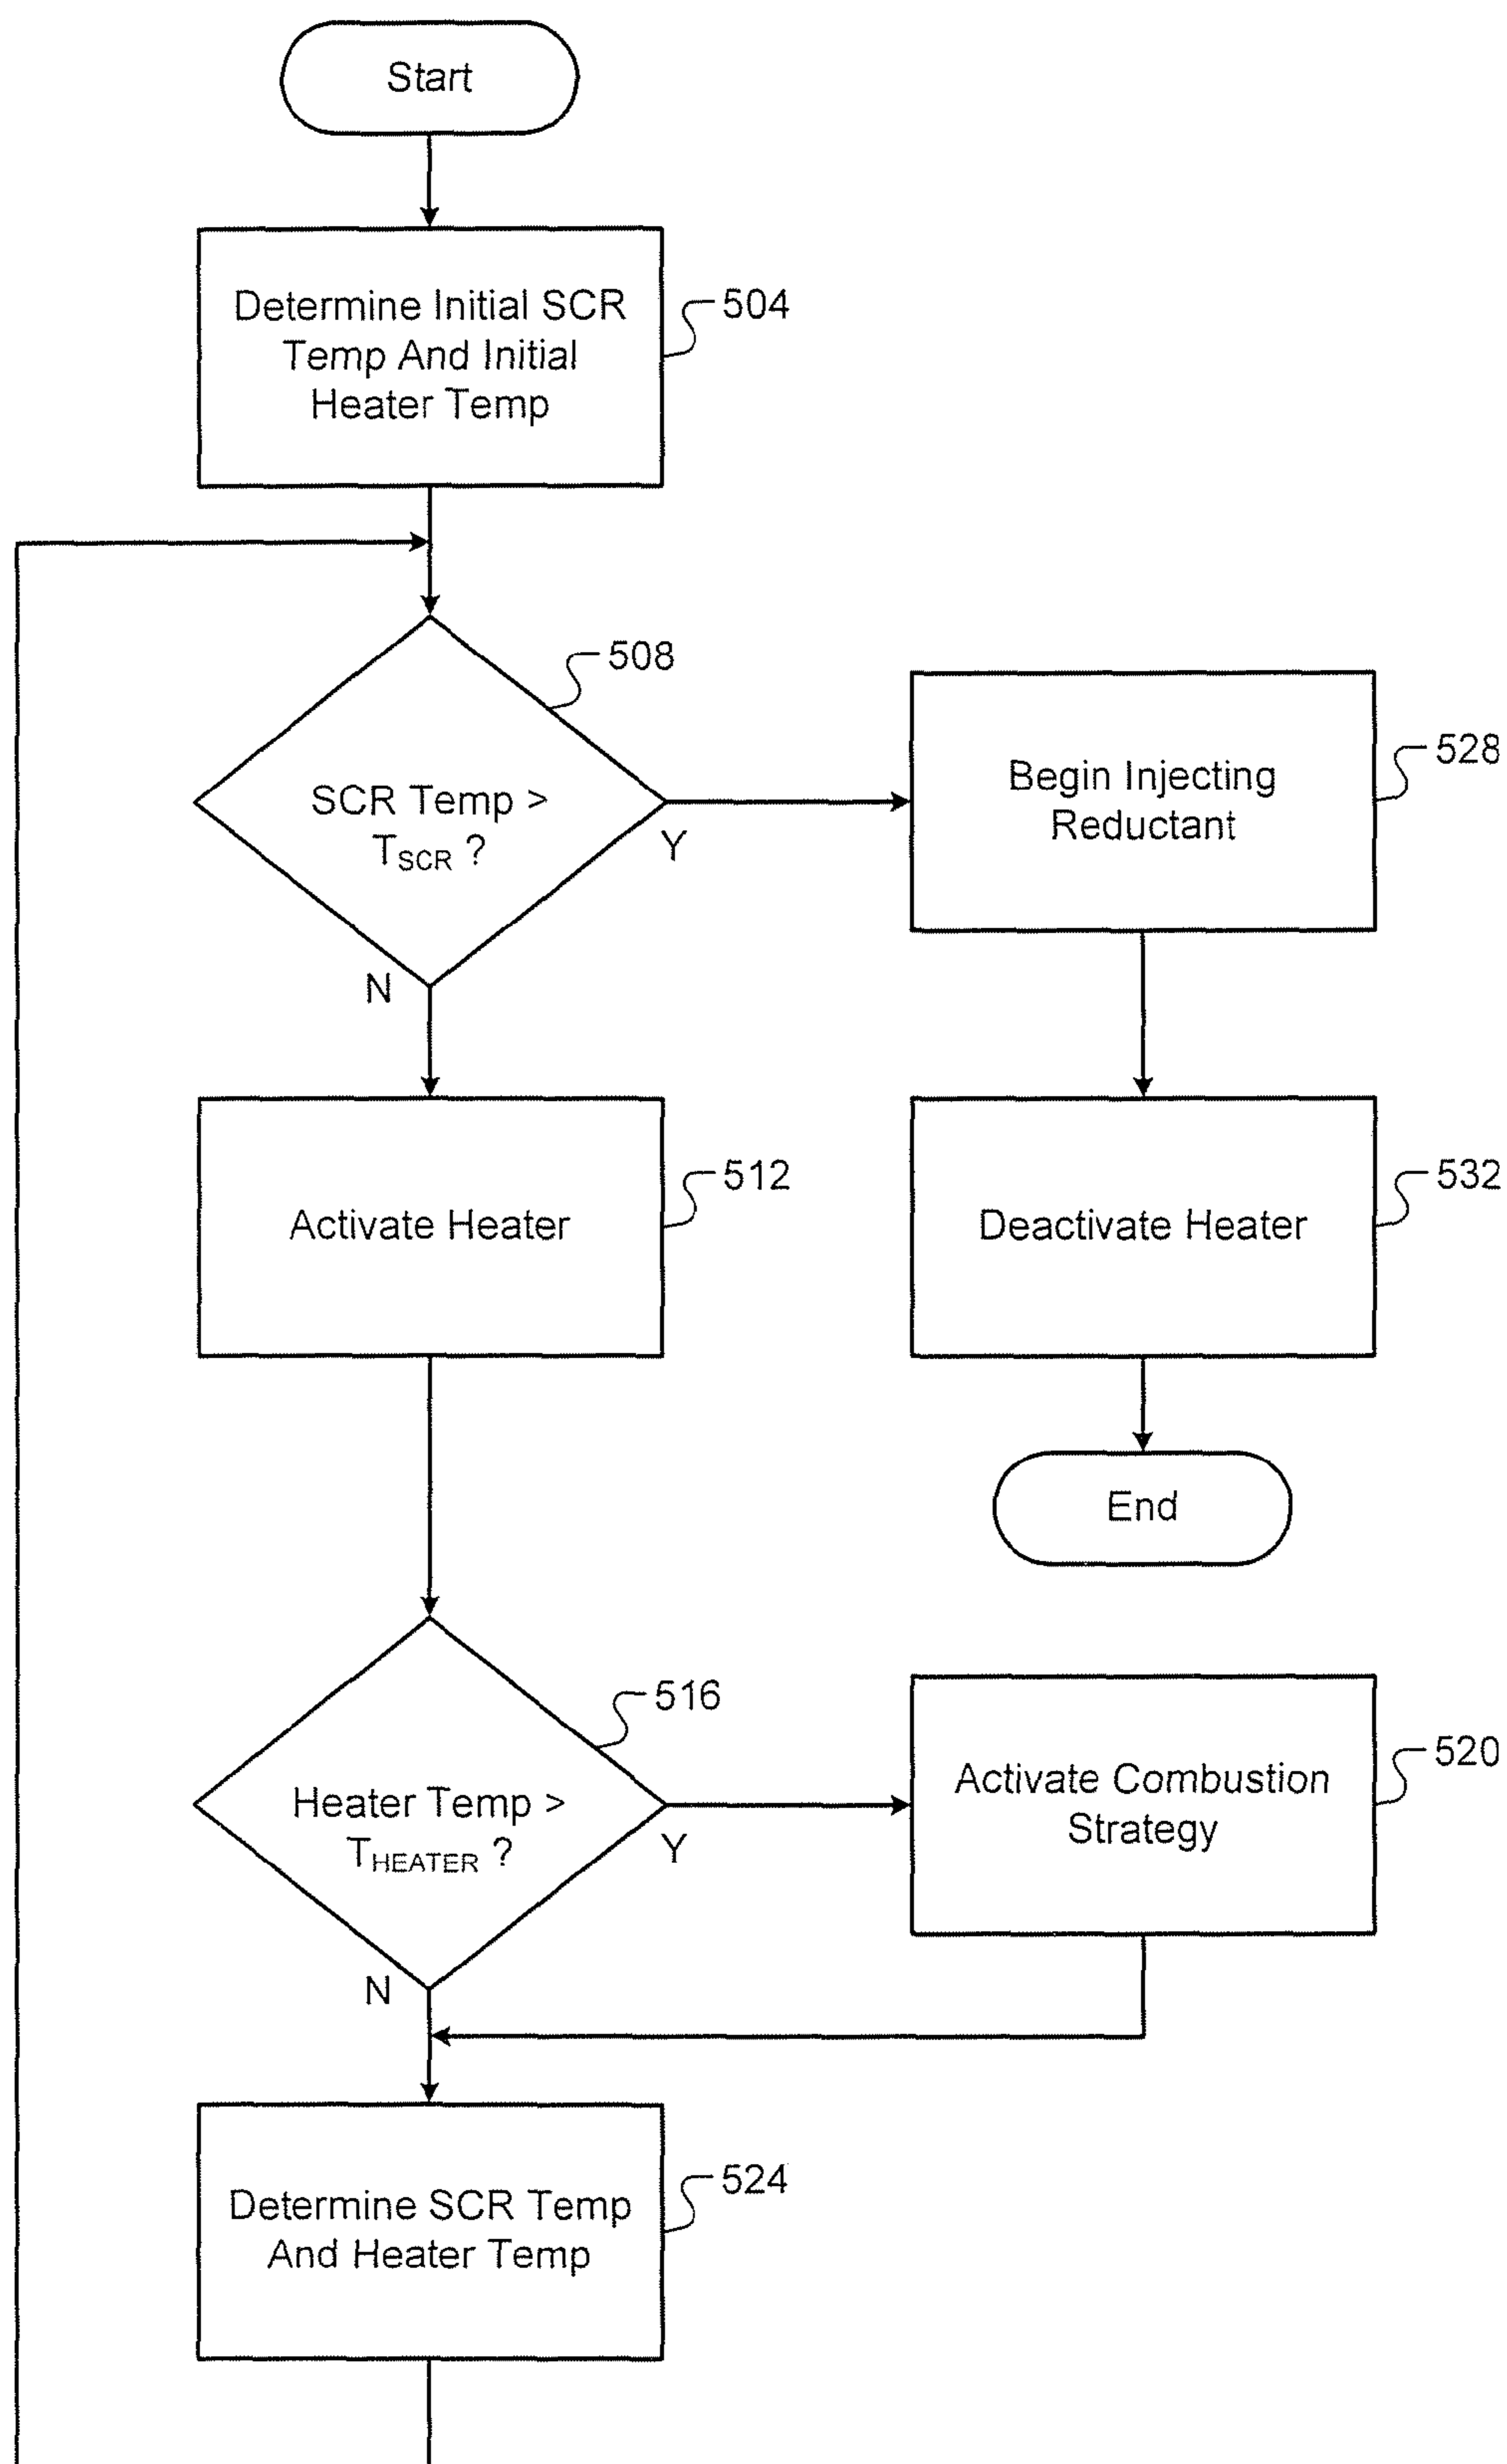 Start
Determine Initial SCR
Temp And Initial
Heater Temp
504
508
SCR Temp >
TSCR ?
Y
N
Begin Injecting
Reductant
528
Activate Heater
512
Deactivate Heater
532
End
516
Heater Temp >
THEATER ?
Y
N
Activate Combustion
Strategy
520
Determine SCR Temp
And Heater Temp
524